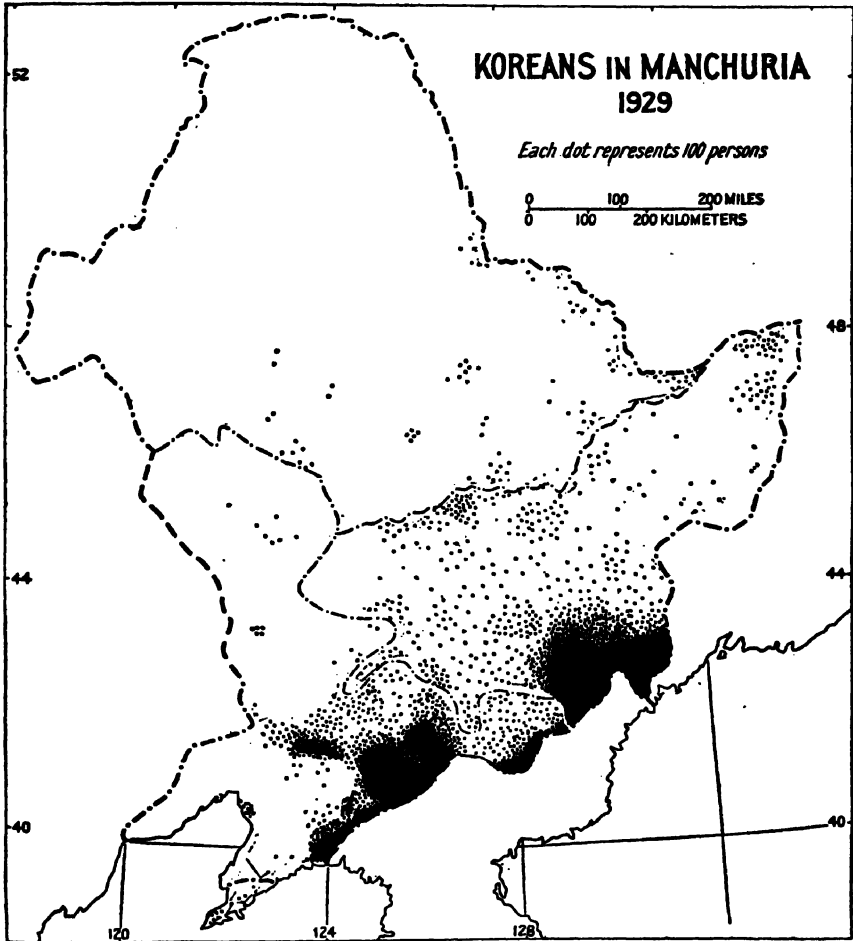 KOREANS IN MANCHURIA
1929
Each dot represents 100 persons
0 100 200 MILES
0 100 200 KILOMETERS
52
48
44 44
40 40
120 124 128